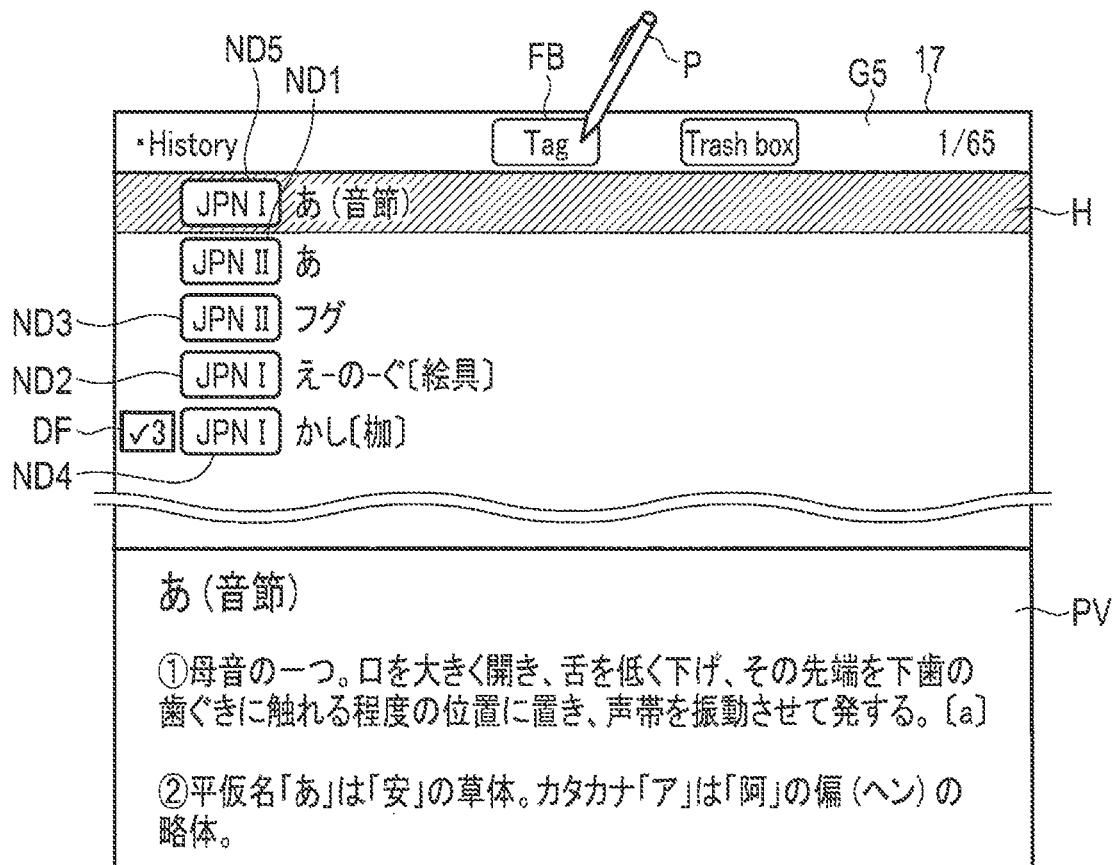 ND5
ND1
FB
P
G5
17
・History
Tag
Trash box
1/65
JPN I あ(音節)
H
JPN II あ
ND3
JPN II フグ
ND2
JPN I えｰのｰぐ〔絵具〕
DF
✓3 JPN I かし〔枷〕
ND4
あ(音節)
PV
①母音の一つ。口を大きく開き、舌を低く下げ、その先端を下歯の
歯ぐきに触れる程度の位置に置き、声帯を振動させて発する。〔a〕
②平仮名「あ」は「安」の草体。カタカナ「ア」は「阿」の偏(ヘン)の
略体。